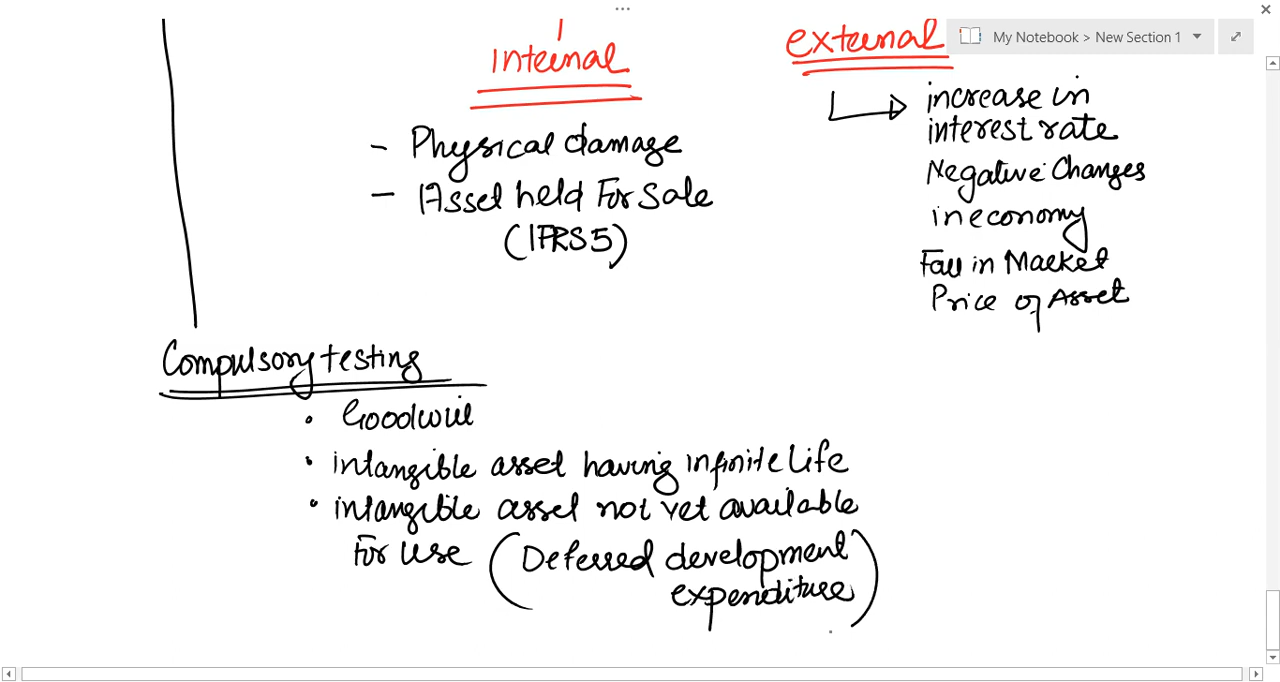 My Notebook > New Section 1
internal
- Physical damage
- Asset held For Sale
(IFRS 5)
external
increase in
interest rate
Negative Changes
in economy
Fall in Market
Price of Asset
Compulsory testing
• Goodwill
• intangible asset having infinite Life
• intangible asset not yet available
For Use (Deferred development
expenditure)